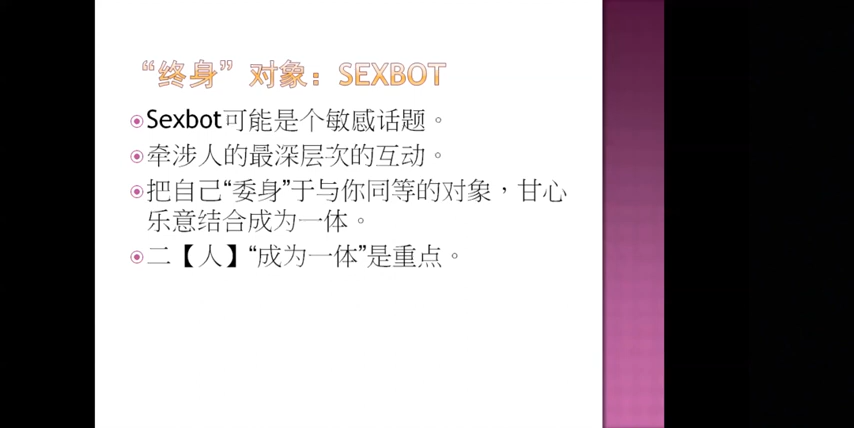 “终身”对象：SEXBOT
Sexbot可能是个敏感话题。
牵涉人的最深层次的互动。
把自己“委身”于与你同等的对象，甘心
乐意结合成为一体。
二【人】“成为一体”是重点。